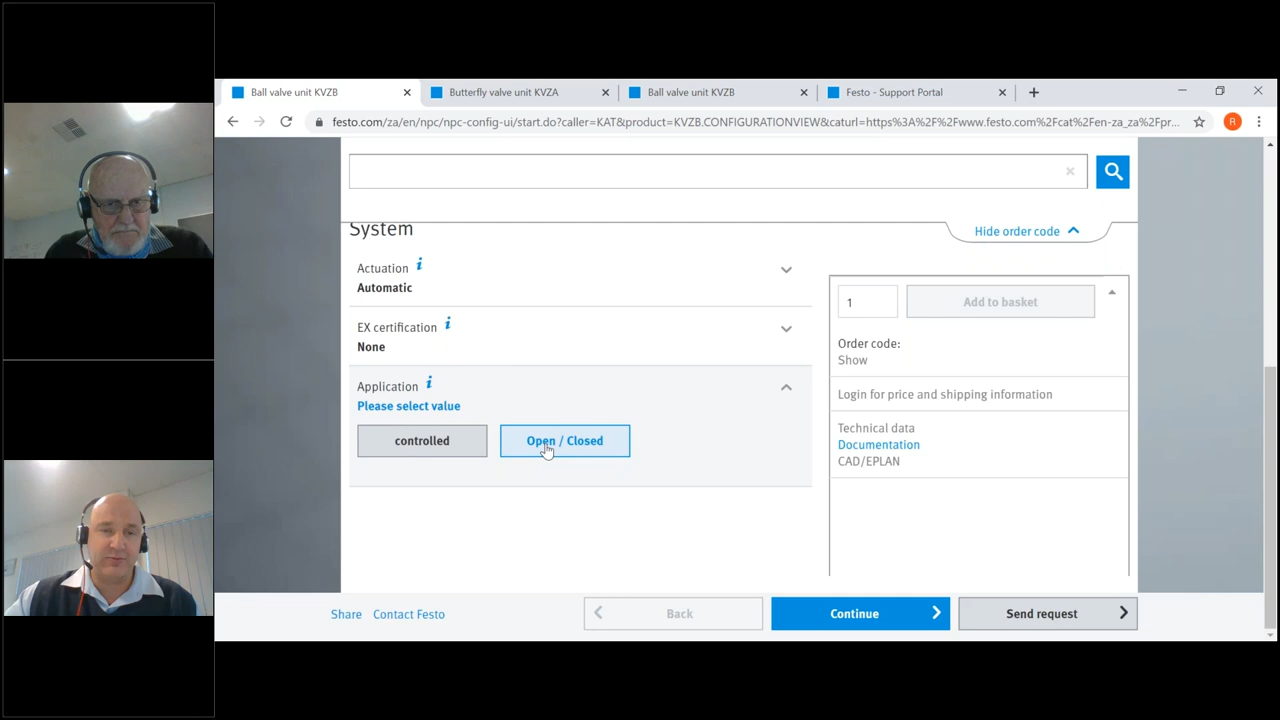 Ball valve unit KVZB
Butterfly valve unit KVZA
Ball valve unit KVZB
Festo - Support Portal
festo.com/za/en/npc/npc-config-ui/start.do?caller=KAT&product=KVZB.CONFIGURATIONVIEW&caturl=https%3A%2F%2Fwww.festo.com%2Fcat%2Fen-za_za%2Fpr...
R
System
Hide order code
Actuation i
Automatic
EX certification i
None
Application i
Please select value
controlled
Open / Closed
1
Add to basket
Order code:
Show
Login for price and shipping information
Technical data
Documentation
CAD/EPLAN
Share
Contact Festo
Back
Continue
Send request